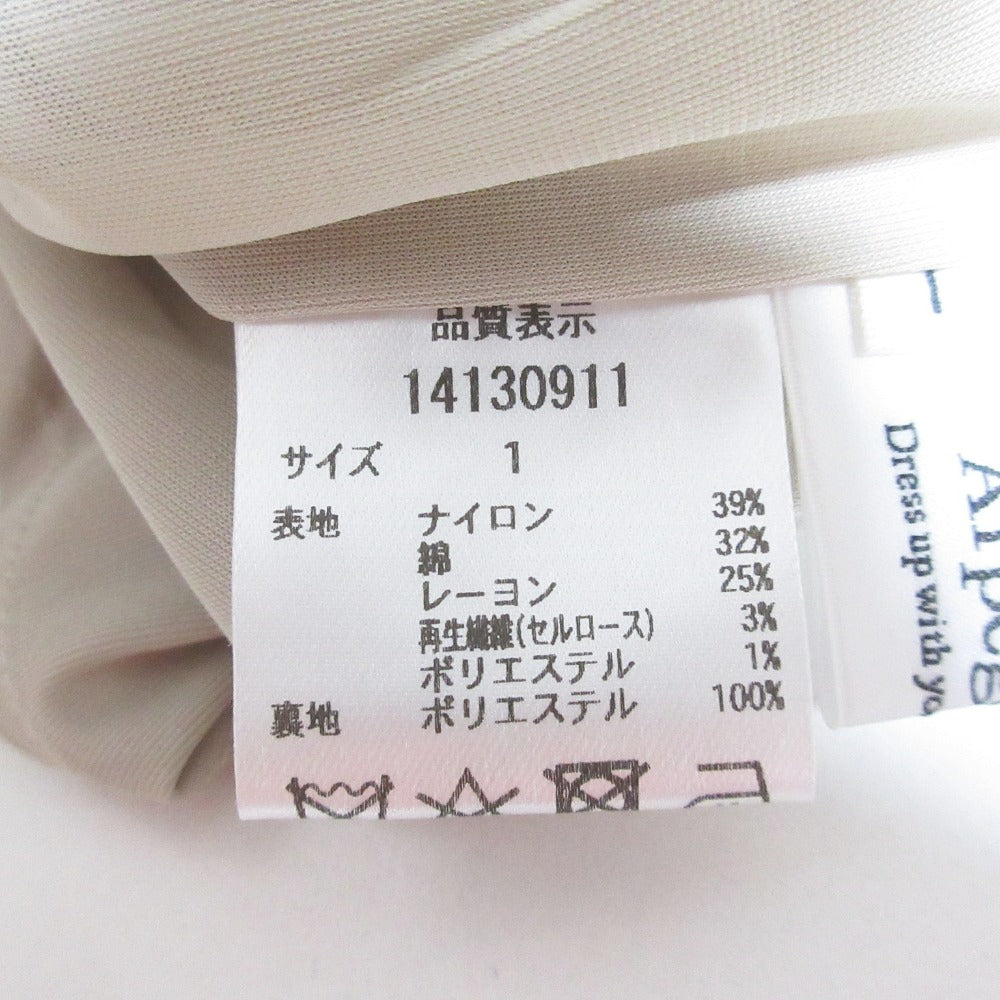 品質表示
14130911
サイズ 1
表地 ナイロン 39%
綿 32%
レーヨン 25%
再生繊維(セルロース) 3%
ポリエステル 1%
裏地 ポリエステル 100%
Dress up with